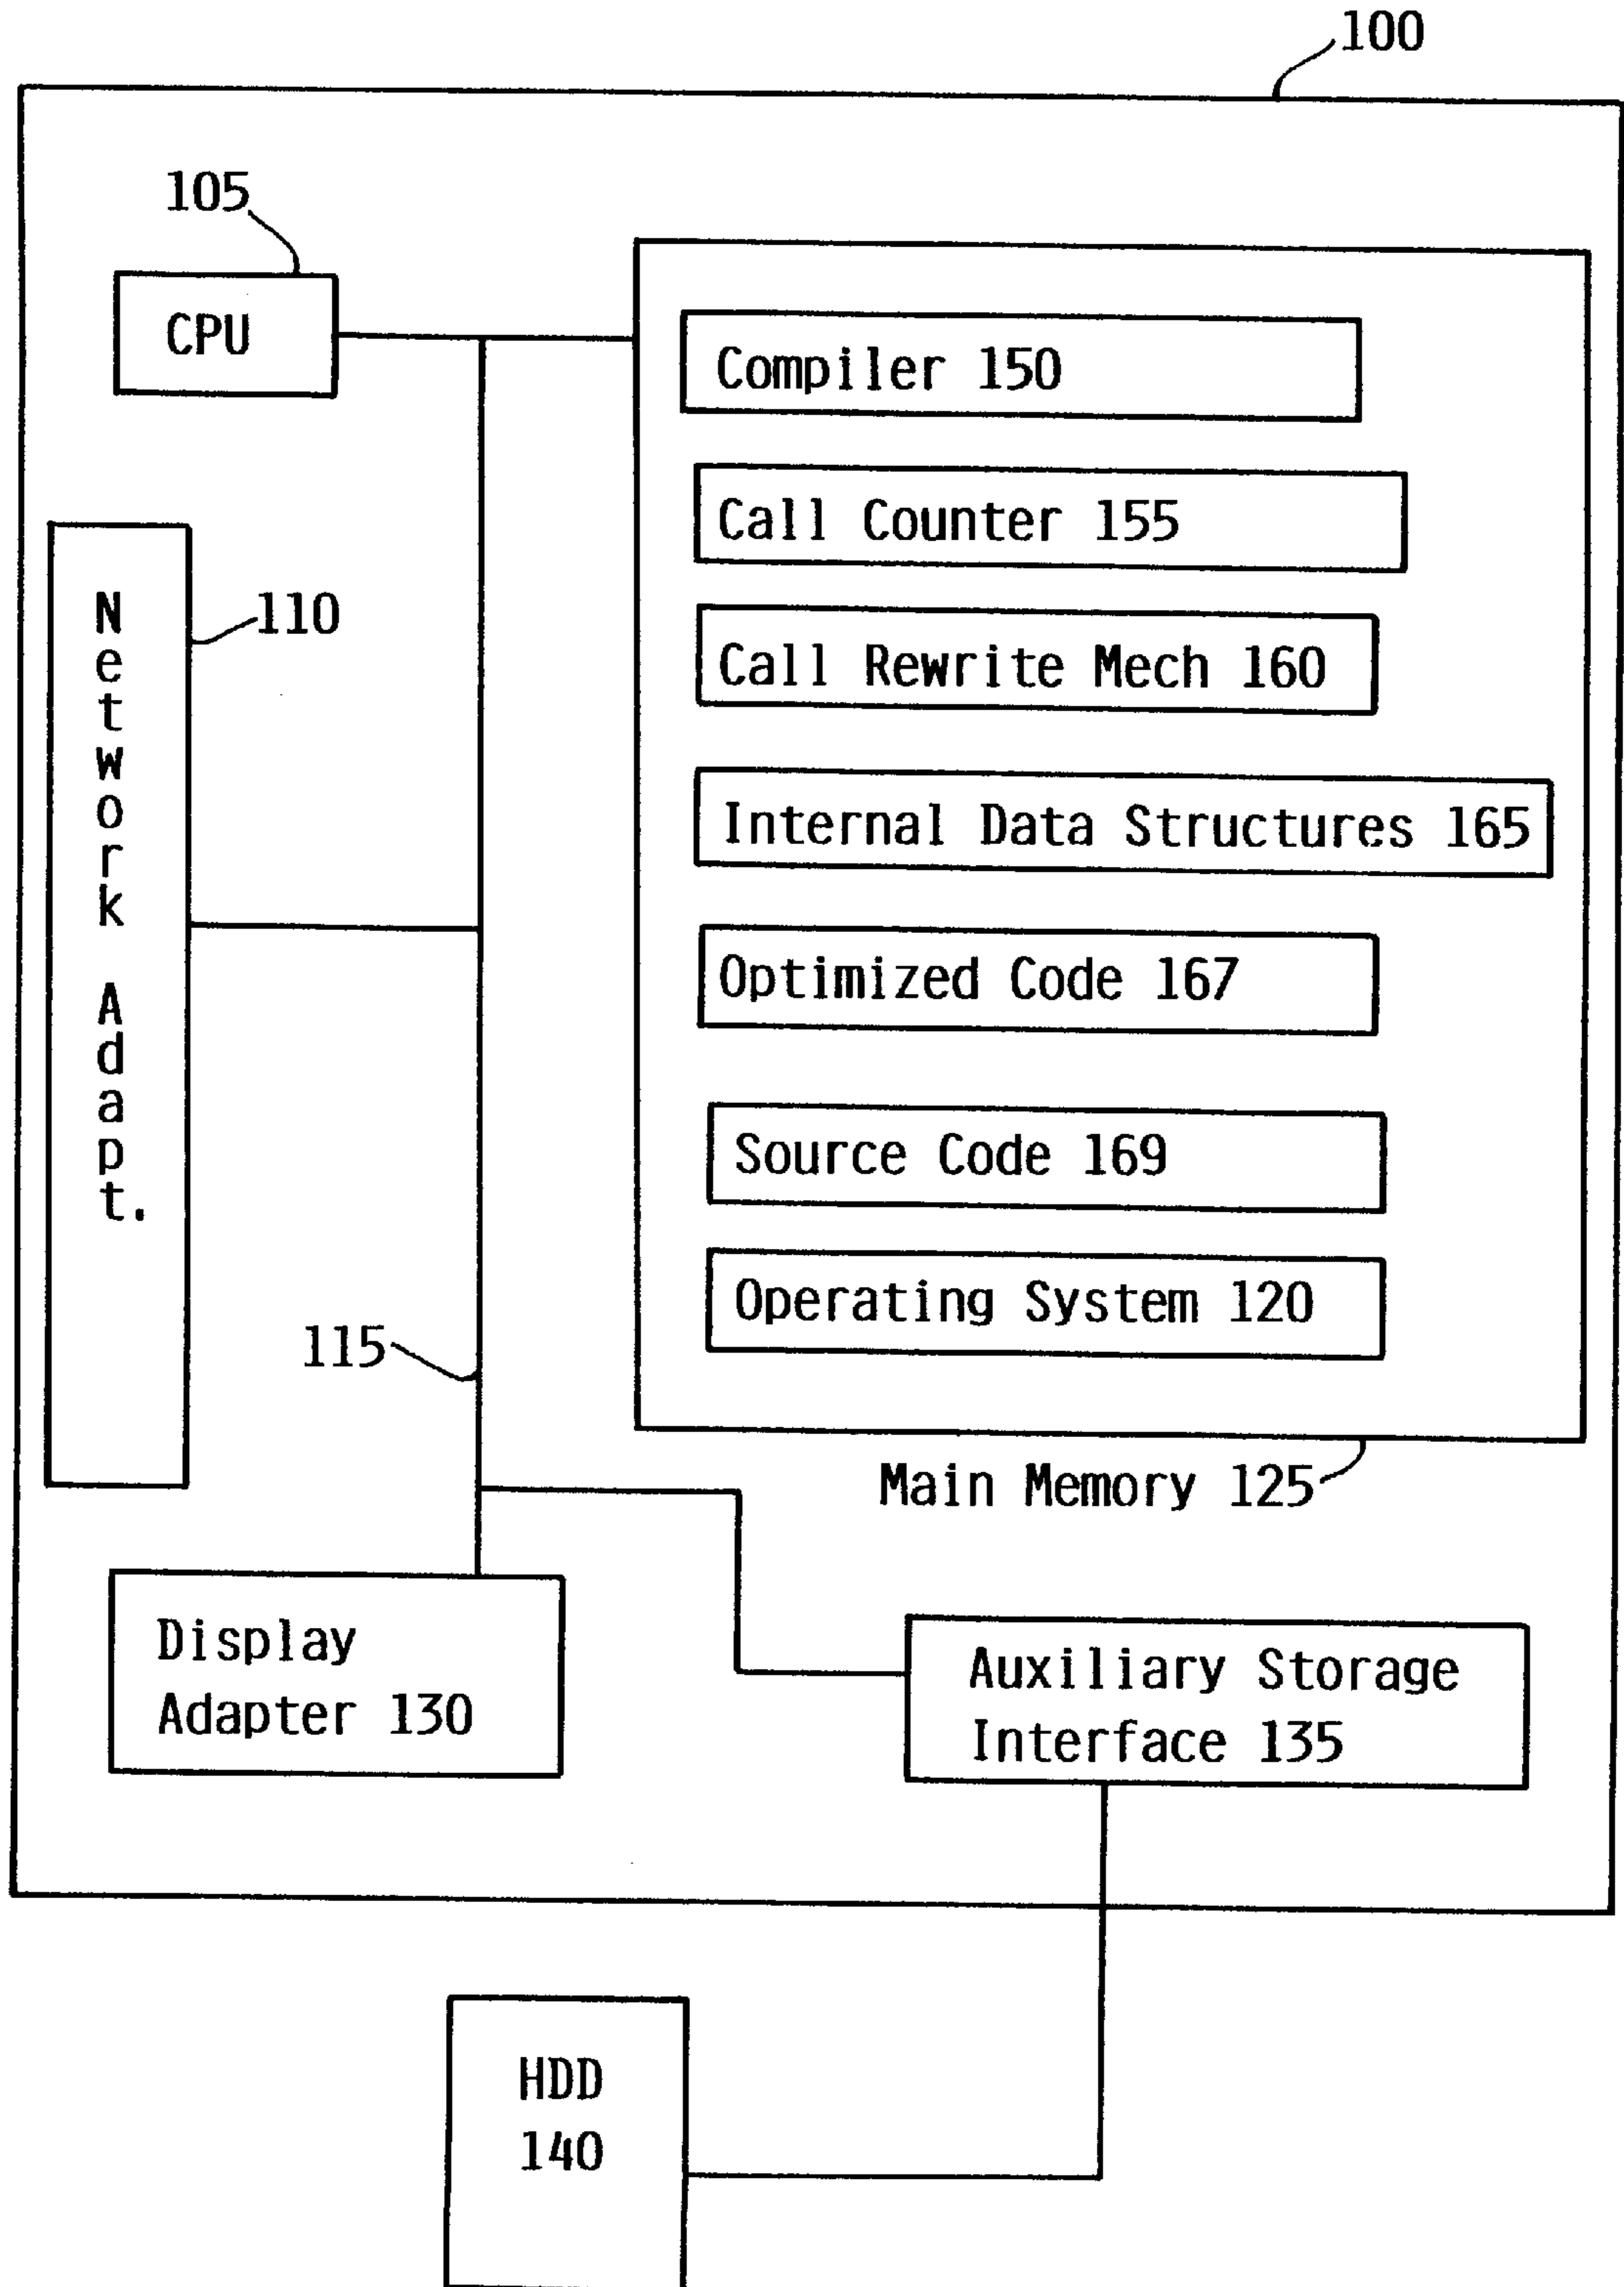 100
105
CPU
Compiler 150
Call Counter 155
Network Adapt.
110
Call Rewrite Mech 160
Internal Data Structures 165
Optimized Code 167
Source Code 169
Operating System 120
115
Main Memory 125
Display
Adapter 130
Auxiliary Storage
Interface 135
HDD
140